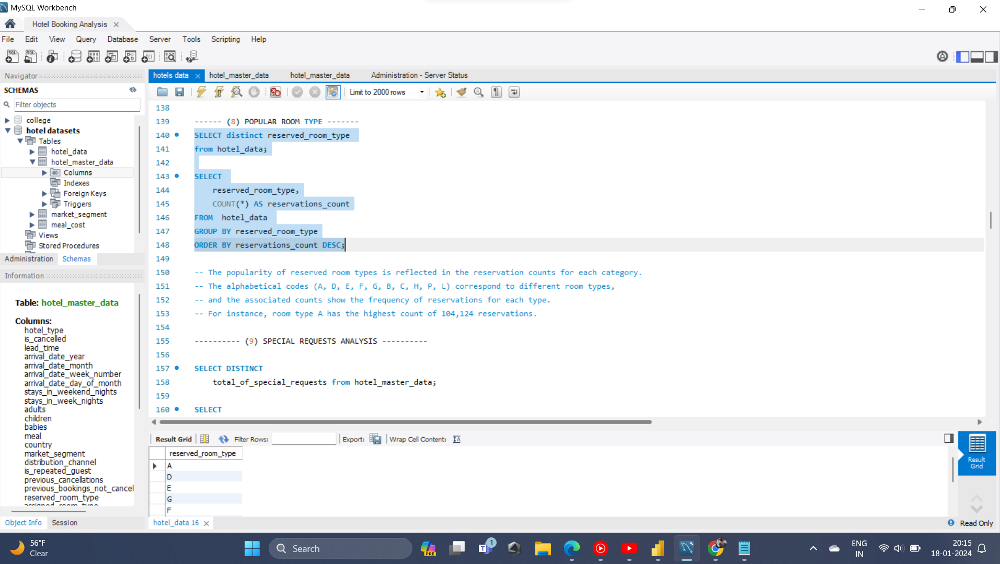 MySQL Workbench
Hotel Booking Analysis
File Edit View Query Database Server Tools Scripting Help
Navigator
SCHEMAS
Filter objects
college
hotel datasets
Tables
hotel_data
hotel_master_data
Columns
Indexes
Foreign Keys
Triggers
market_segment
meal_cost
Views
Stored Procedures
Administration Schemas
Information
Table: hotel_master_data
Columns:
hotel_type
is_cancelled
lead_time
arrival_date_year
arrival_date_month
arrival_date_week_number
arrival_date_day_of_month
stays_in_weekend_nights
stays_in_week_nights
adults
children
babies
meal
country
market_segment
distribution_channel
is_repeated_guest
previous_cancellations
previous_bookings_not_cancel
reserved_room_type
Object Info Session
hotels data hotel_master_data hotel_master_data Administration - Server Status
Limit to 2000 rows
138
139 ------ (8) POPULAR ROOM TYPE -------
140 SELECT distinct reserved_room_type
141 from hotel_data;
142
143 SELECT
144 reserved_room_type,
145 COUNT(*) AS reservations_count
146 FROM hotel_data
147 GROUP BY reserved_room_type
148 ORDER BY reservations_count DESC;
149
150 -- The popularity of reserved room types is reflected in the reservation counts for each category.
151 -- The alphabetical codes (A, D, E, F, G, B, C, H, P, L) correspond to different room types,
152 -- and the associated counts show the frequency of reservations for each type.
153 -- For instance, room type A has the highest count of 104,124 reservations.
154
155 ---------- (9) SPECIAL REQUESTS ANALYSIS ----------
156
157 SELECT DISTINCT
158 total_of_special_requests from hotel_master_data;
159
160 SELECT
Result Grid Filter Rows: Export: Wrap Cell Content:
reserved_room_type
A
D
E
G
F
Result
Grid
hotel_data 16
Read Only
56°F
Clear
Search
PRE
1
ENG
IN
20:15
18-01-2024